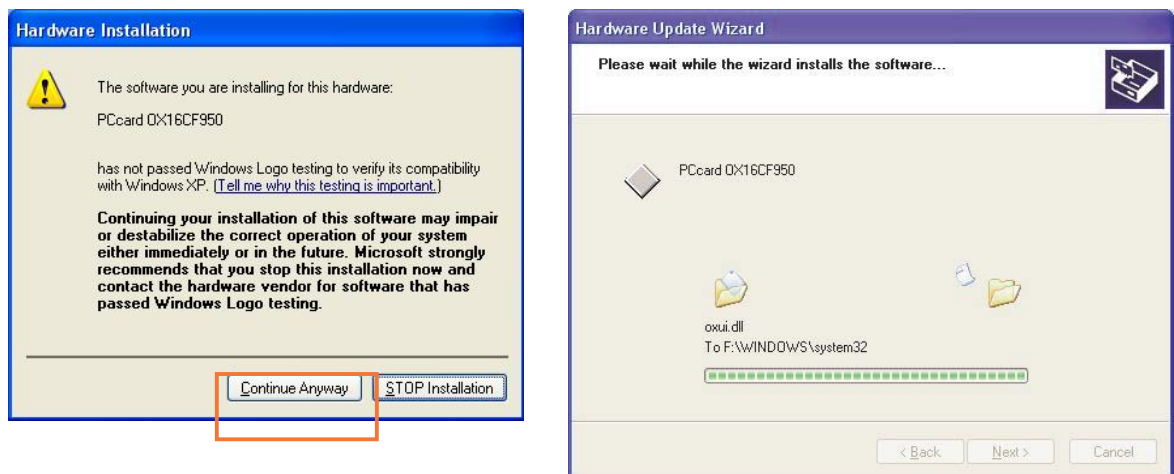 Hardware Installation
The software you are installing for this hardware:
PCcard OX16CF950
has not passed Windows Logo testing to verify its compatibility
with Windows XP. (Tell me why this testing is important.)
Continuing your installation of this software may impair
or destabilize the correct operation of your system
either immediately or in the future. Microsoft strongly
recommends that you stop this installation now and
contact the hardware vendor for software that has
passed Windows Logo testing.
Continue Anyway
STOP Installation
Hardware Update Wizard
Please wait while the wizard installs the software...
PCcard OX16CF950
oxui.dll
To F:\WINDOWS\system32
< Back
Next >
Cancel